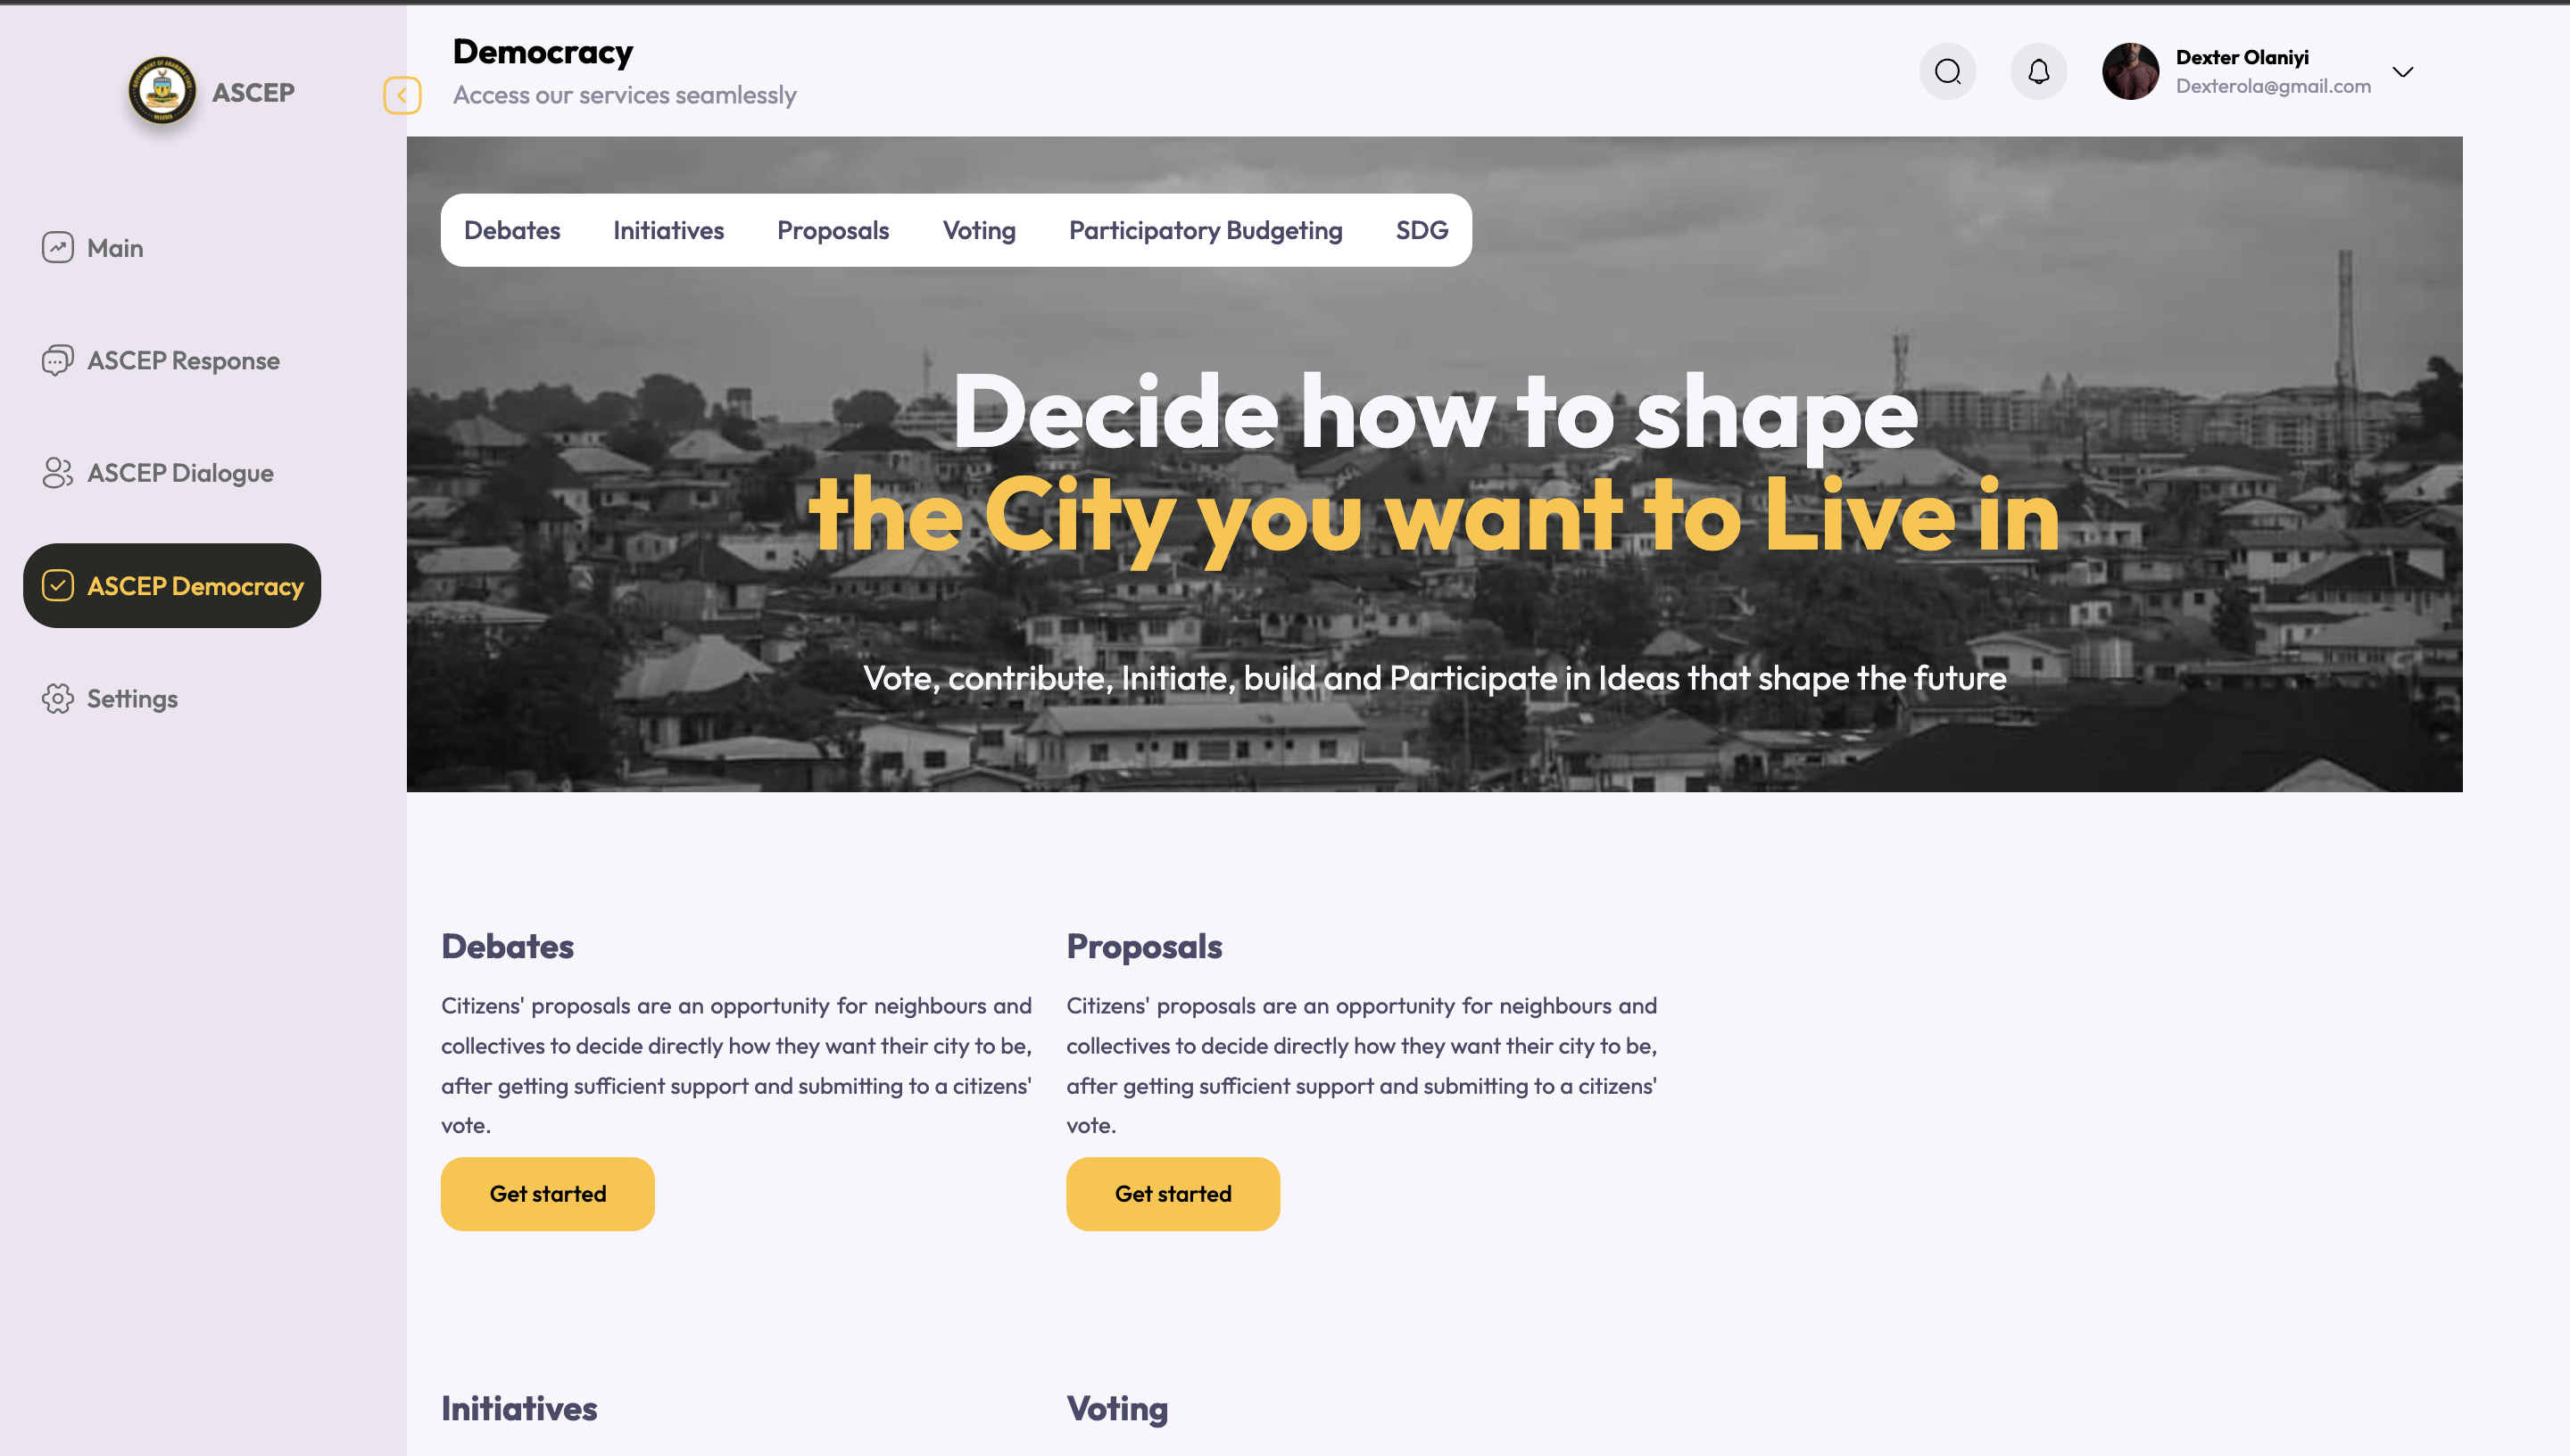 ASCEP
Main
ASCEP Response
ASCEP Dialogue
ASCEP Democracy
Settings
Democracy
Access our services seamlessly
Dexter Olaniyi
Dexterola@gmail.com
Debates Initiatives Proposals Voting Participatory Budgeting SDG
Decide how to shape
the City you want to Live in
Vote, contribute, Initiate, build and Participate in Ideas that shape the future
Debates
Citizens' proposals are an opportunity for neighbours and
collectives to decide directly how they want their city to be,
after getting sufficient support and submitting to a citizens'
vote.
Get started
Proposals
Citizens' proposals are an opportunity for neighbours and
collectives to decide directly how they want their city to be,
after getting sufficient support and submitting to a citizens'
vote.
Get started
Initiatives
Voting